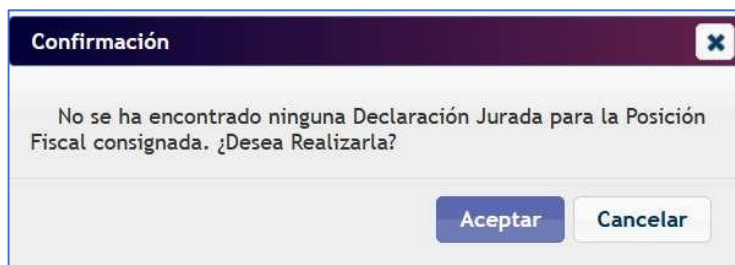 Confirmación
No se ha encontrado ninguna Declaración Jurada para la Posición
Fiscal consignada. ¿Desea Realizarla?
Aceptar Cancelar